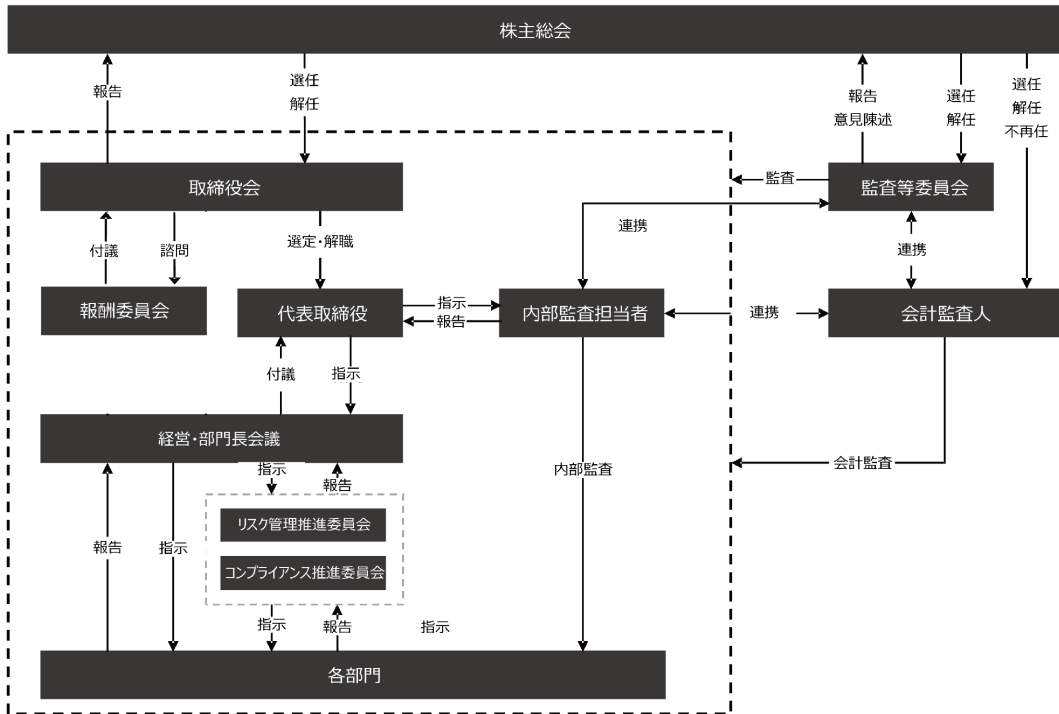 株主総会
報告
選任
解任
報告
意見陳述
選任
解任
選任
解任
不再任
取締役会
監査
監査等委員会
付議
諮問
選定・解職
連携
連携
報酬委員会
代表取締役
指示
報告
内部監査担当者
連携
会計監査人
付議
指示
経営・部門長会議
指示
報告
内部監査
会計監査
リスク管理推進委員会
コンプライアンス推進委員会
報告
指示
指示
報告
指示
各部門